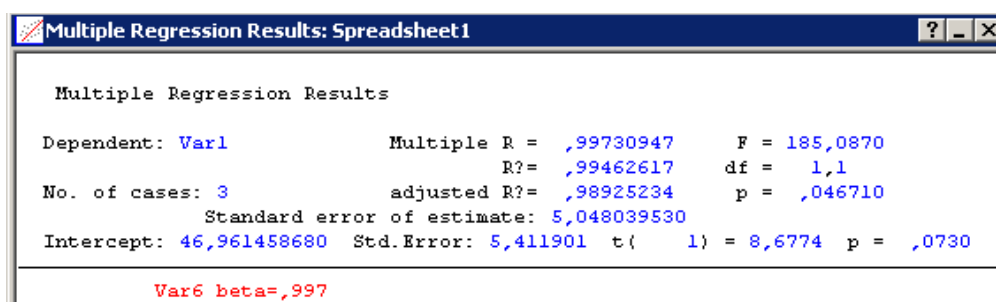 Multiple Regression Results: Spreadsheet1
Multiple Regression Results
Dependent: Var1 Multiple R = ,99730947 F = 185,0870
R?= ,99462617 df = 1,1
No. of cases: 3 adjusted R?= ,98925234 p = ,046710
Standard error of estimate: 5,048039530
Intercept: 46,961458680 Std.Error: 5,411901 t( 1) = 8,6774 p = ,0730
Var6 beta=,997